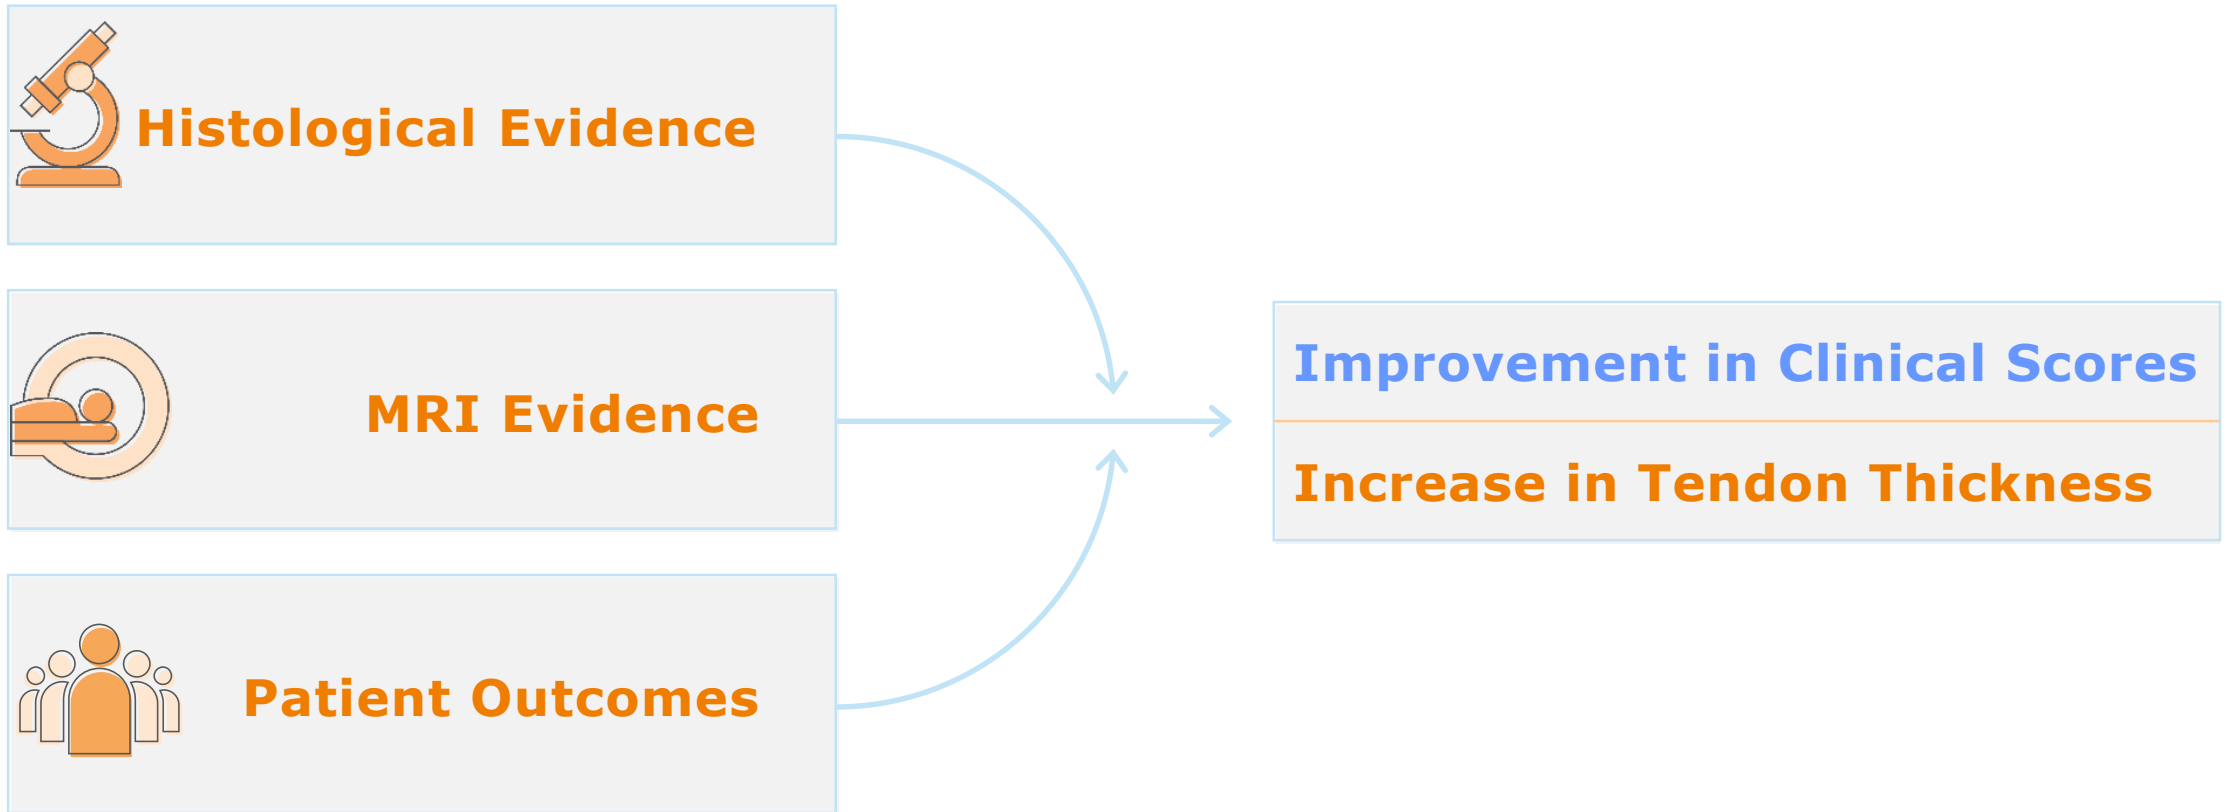 Histological Evidence
MRI Evidence
Patient Outcomes
Improvement in Clinical Scores
Increase in Tendon Thickness